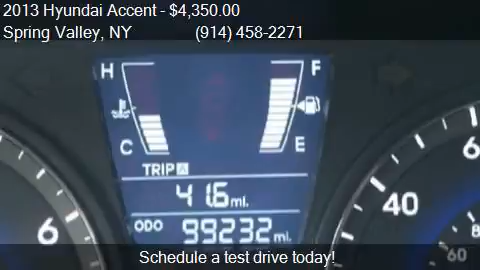 2013 Hyundai Accent - $4,350.00
Spring Valley, NY (914) 458-2271
H F
C E
TRIP A
41.6 mi.
ODO 99232 mi.
6
40
6
8
60
Schedule a test drive today!